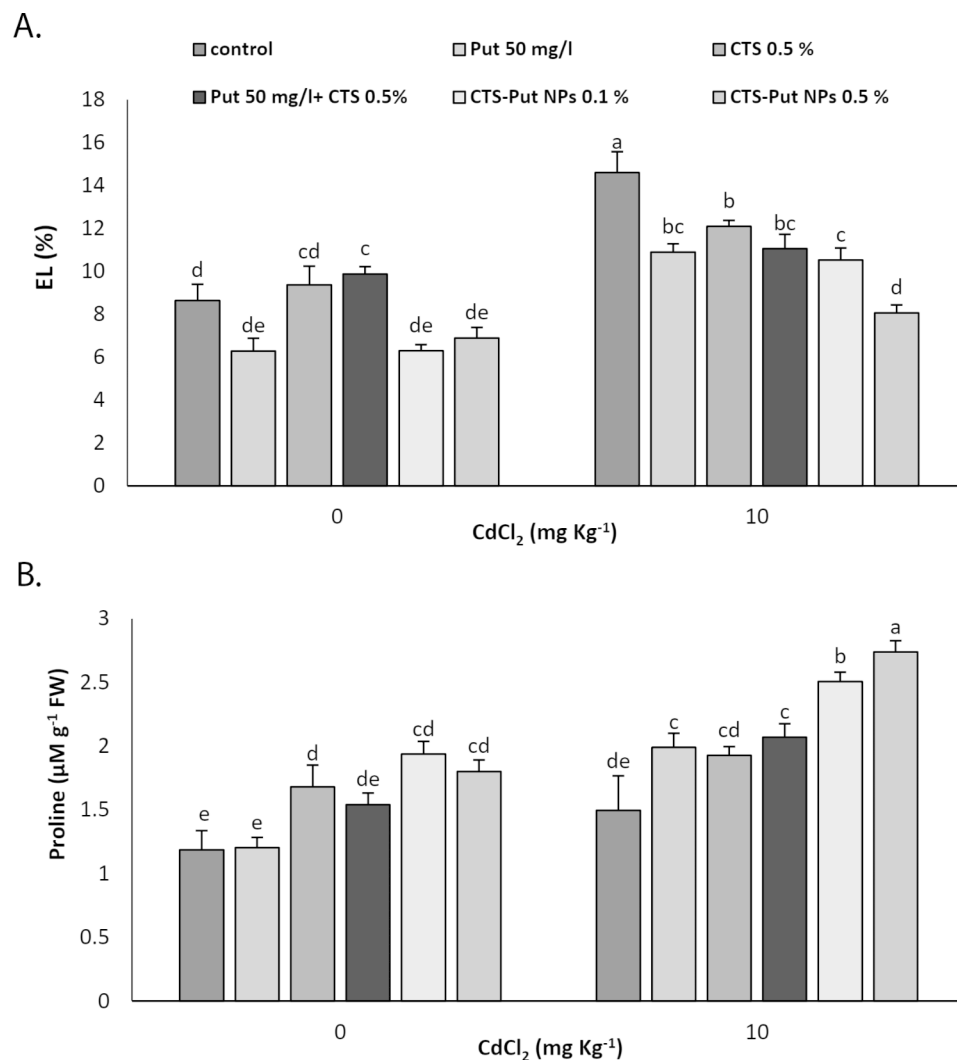 A.
control Put 50 mg/l CTS 0.5 %
Put 50 mg/l+ CTS 0.5% CTS-Put NPs 0.1 % CTS-Put NPs 0.5 %
18
16
14
12
10
8
6
4
2
0
EL (%)
d de cd c de de a bc b bc c d
0 10
CdCl₂ (mg Kg⁻¹)
B.
3
2.5
2
1.5
1
0.5
0
Proline (µM g⁻¹ FW)
e e d de cd cd de c cd c b a
0 10
CdCl₂ (mg Kg⁻¹)